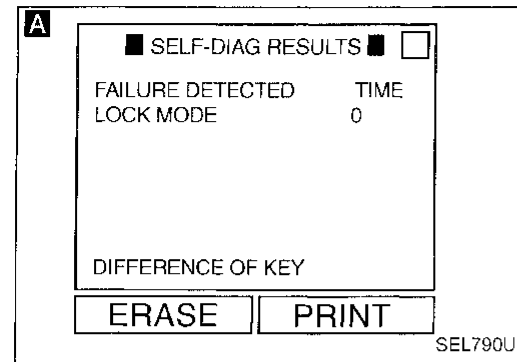 A
SELF-DIAG RESULTS
FAILURE DETECTED TIME
LOCK MODE 0
DIFFERENCE OF KEY
ERASE PRINT
SEL790U